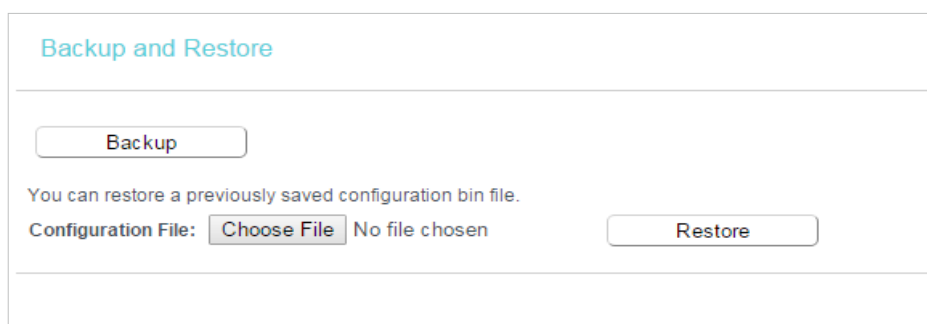 Backup and Restore
Backup
You can restore a previously saved configuration bin file.
Configuration File: Choose File No file chosen Restore